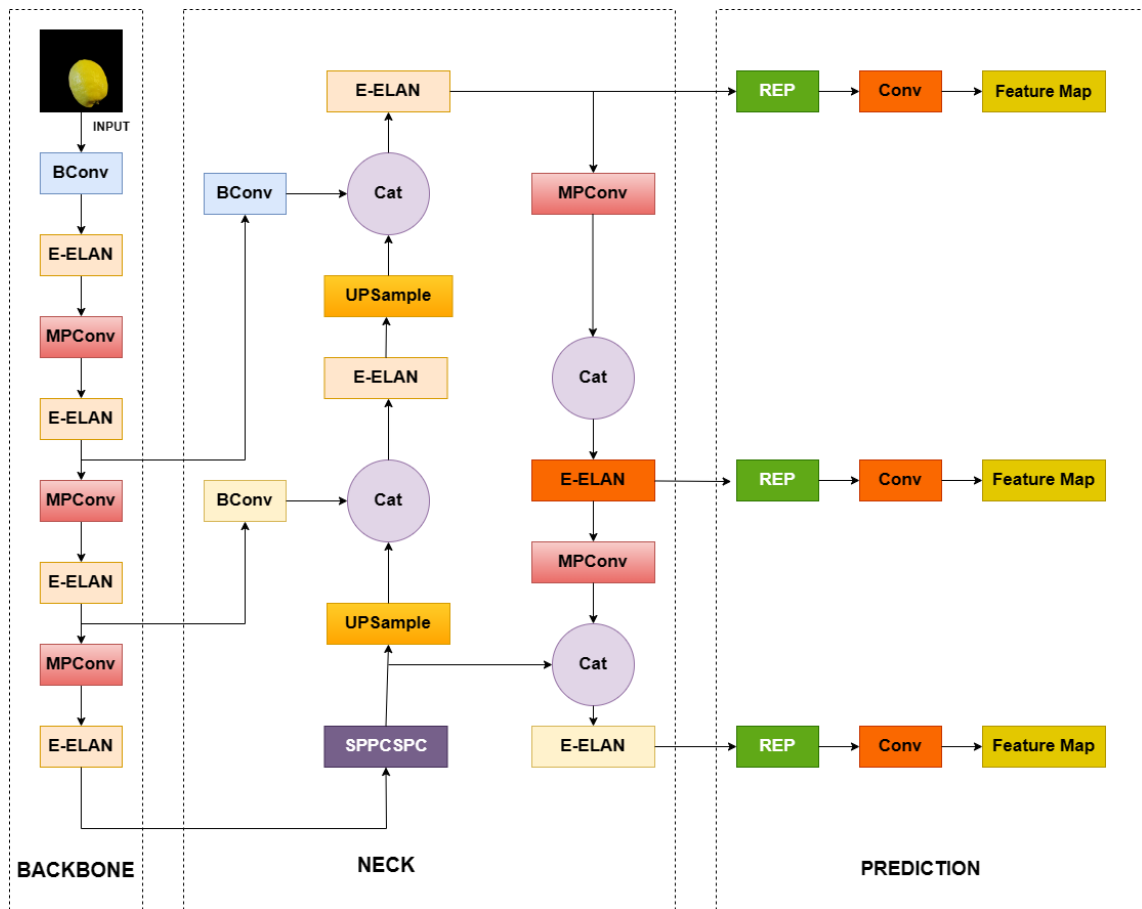 INPUT
BConv
E-ELAN
MPConv
E-ELAN
MPConv
E-ELAN
MPConv
E-ELAN
BACKBONE
E-ELAN
BConv
Cat
UPSample
E-ELAN
BConv
Cat
UPSample
SPPCSPC
MPConv
Cat
E-ELAN
MPConv
Cat
E-ELAN
NECK
REP
Conv
Feature Map
REP
Conv
Feature Map
REP
Conv
Feature Map
PREDICTION